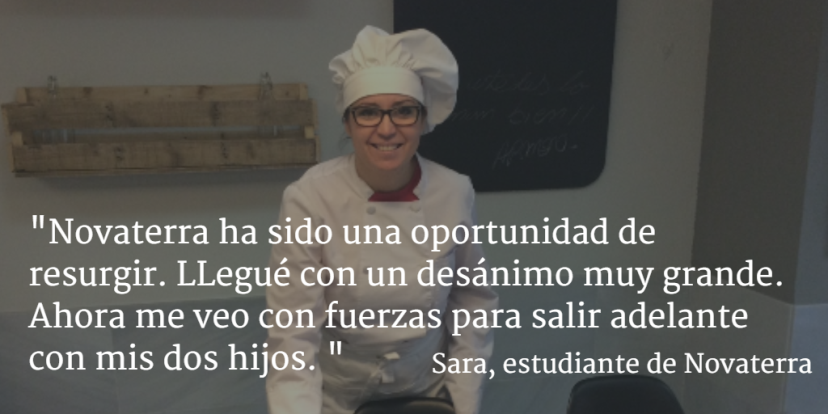 "Novaterra ha sido una oportunidad de
resurgir. LLegué con un desánimo muy grande.
Ahora me veo con fuerzas para salir adelante
con mis dos hijos. "
Sara, estudiante de Novaterra